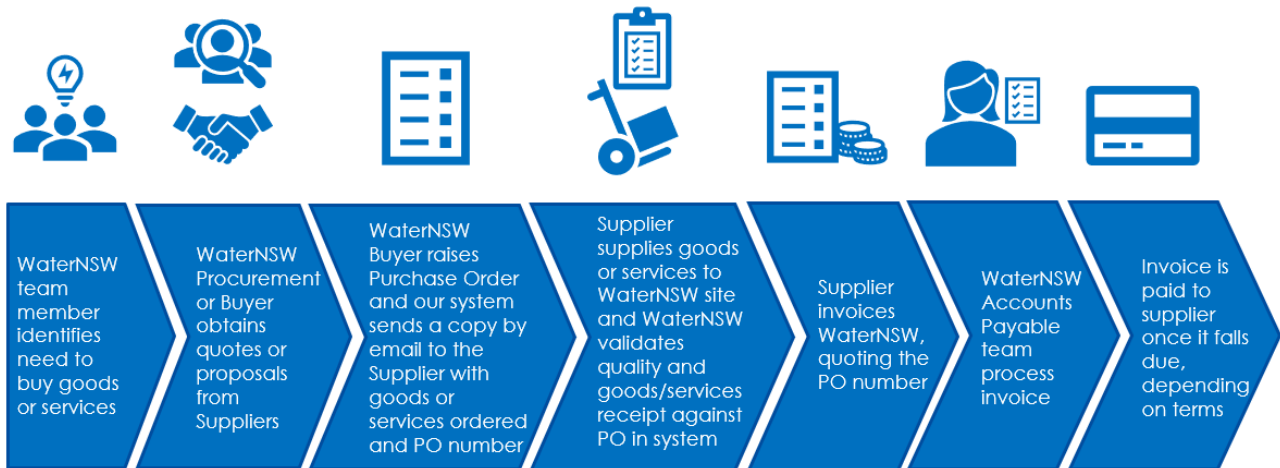 WaterNSW
team
member
identifies
need to
buy goods
or services
WaterNSW
Procurement
or Buyer
obtains
quotes or
proposals
from
Suppliers
WaterNSW
Buyer raises
Purchase Order
and our system
sends a copy by
email to the
Supplier with
goods or
services ordered
and PO number
Supplier
supplies goods
or services to
WaterNSW site
and WaterNSW
validates
quality and
goods/services
receipt against
PO in system
Supplier
invoices
WaterNSW,
quoting the
PO number
WaterNSW
Accounts
Payable
team
process
invoice
Invoice is
paid to
supplier
once it falls
due,
depending
on terms